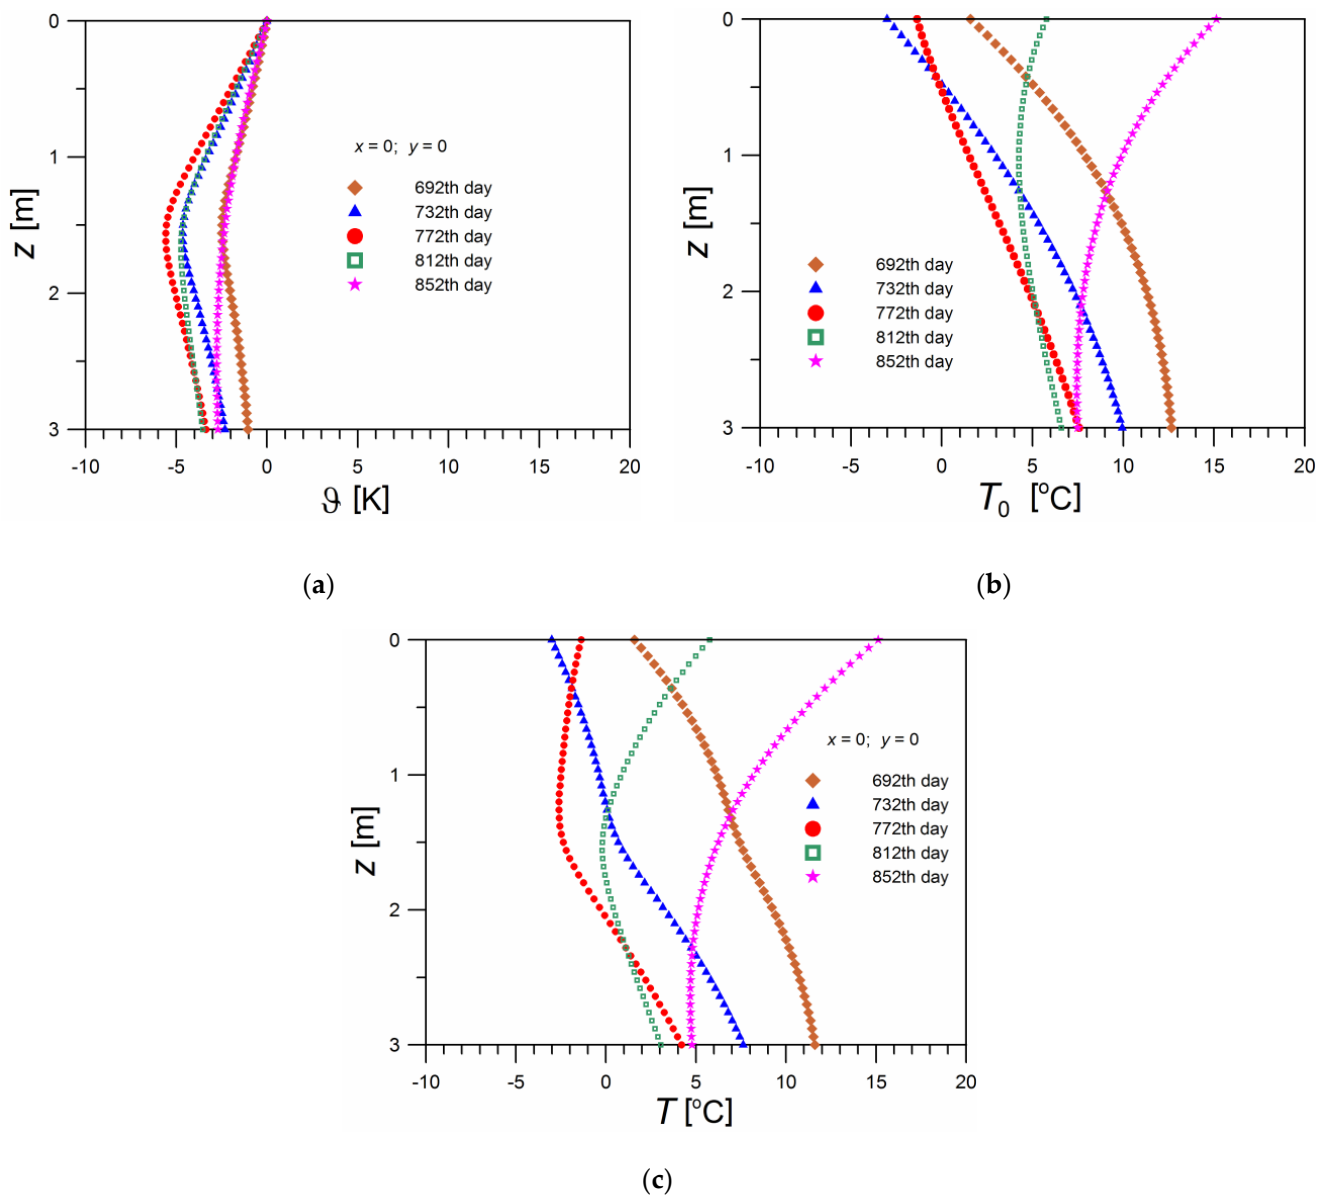 0
1
2
3
z [m]
x = 0; y = 0
692th day
732th day
772th day
812th day
852th day
-10 -5 0 5 10 15 20
ϑ [K]
(a)
0
1
2
3
z [m]
692th day
732th day
772th day
812th day
852th day
-10 -5 0 5 10 15 20
T₀ [°C]
(b)
0
1
2
3
z [m]
x = 0; y = 0
692th day
732th day
772th day
812th day
852th day
-10 -5 0 5 10 15 20
T [°C]
(c)